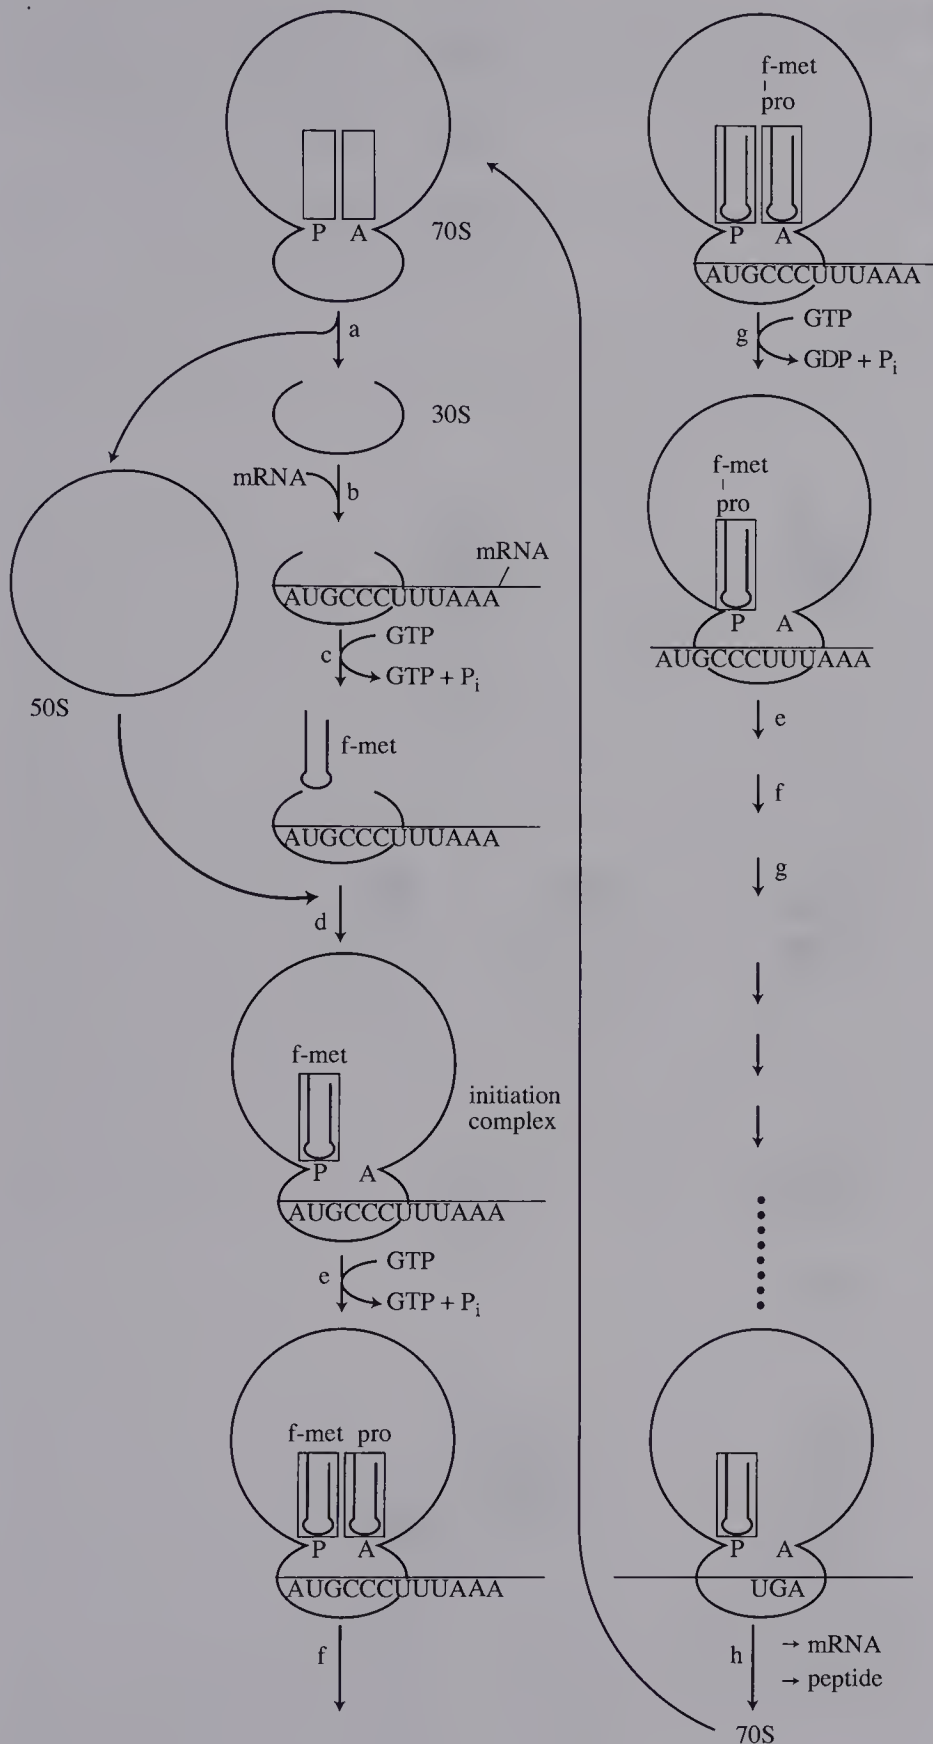 P A 70S
a
30S
mRNA b
mRNA
AUGCCCUUUAAA
c GTP
GTP + Pi
50S
f-met
AUGCCCUUUAAA
d
f-met
initiation
complex
P A
AUGCCCUUUAAA
e GTP
GTP + Pi
f-met pro
P A
AUGCCCUUUAAA
f
f-met
pro
P A
AUGCCCUUUAAA
g GTP
GDP + Pi
f-met
pro
P A
AUGCCCUUUAAA
e
f
g
P A
UGA
h → mRNA
→ peptide
70S